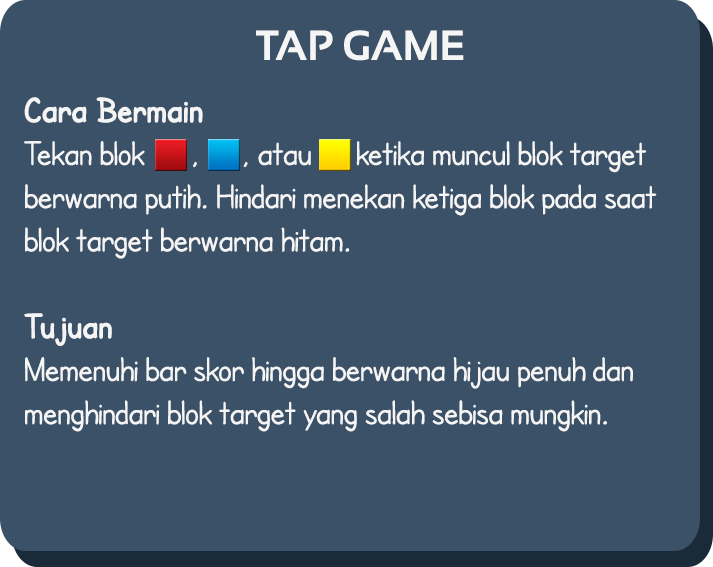 TAP GAME
Cara Bermain
Tekan blok , , atau ketika muncul blok target
berwarna putih. Hindari menekan ketiga blok pada saat
blok target berwarna hitam.
Tujuan
Memenuhi bar skor hingga berwarna hijau penuh dan
menghindari blok target yang salah sebisa mungkin.